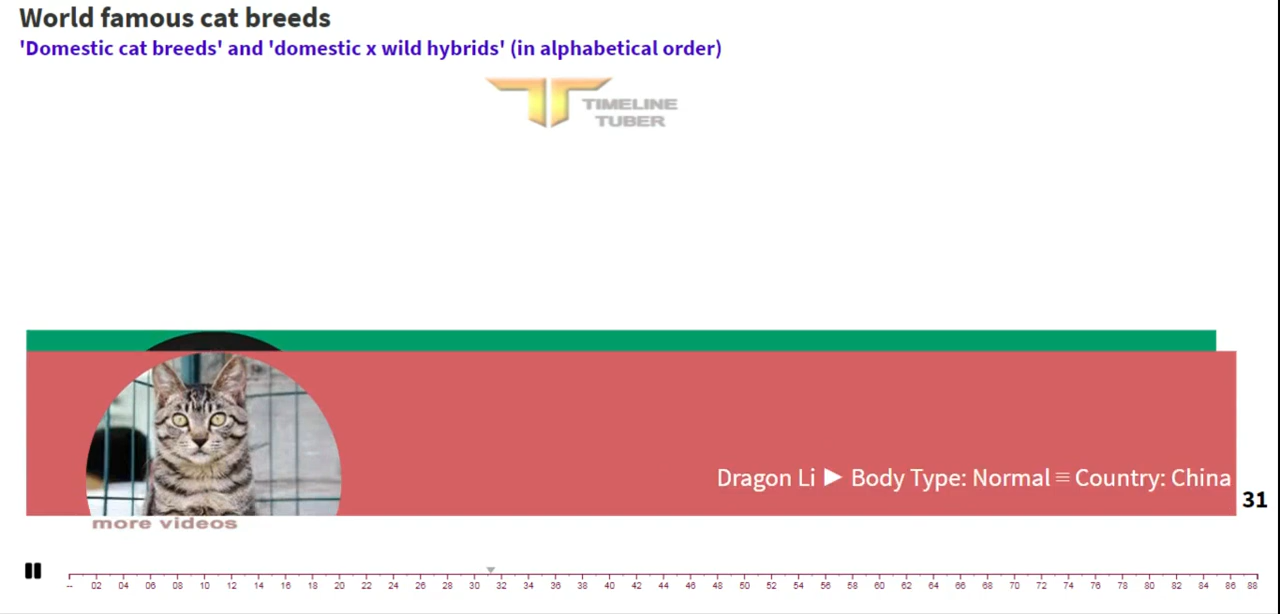 World famous cat breeds
'Domestic cat breeds' and 'domestic x wild hybrids' (in alphabetical order)
TIMELINE
TUBER
Dragon Li ▶ Body Type: Normal ≡ Country: China
31
more videos
-- 02 04 06 08 10 12 14 16 18 20 22 24 26 28 30 32 34 36 38 40 42 44 46 48 50 52 54 56 58 60 62 64 66 68 70 72 74 76 78 80 82 84 86 88